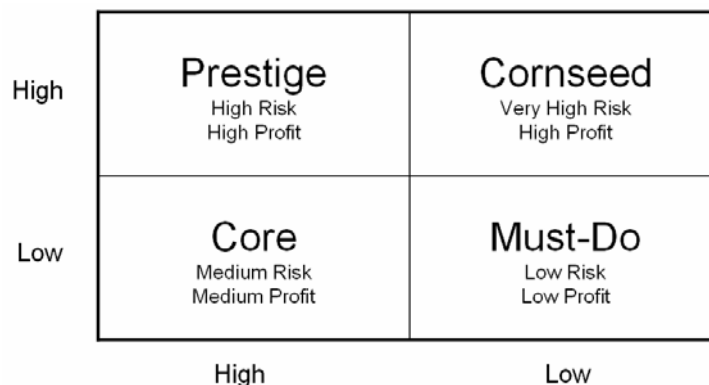 High
Prestige
High Risk
High Profit
Cornseed
Very High Risk
High Profit
Low
Core
Medium Risk
Medium Profit
Must-Do
Low Risk
Low Profit
High
Low